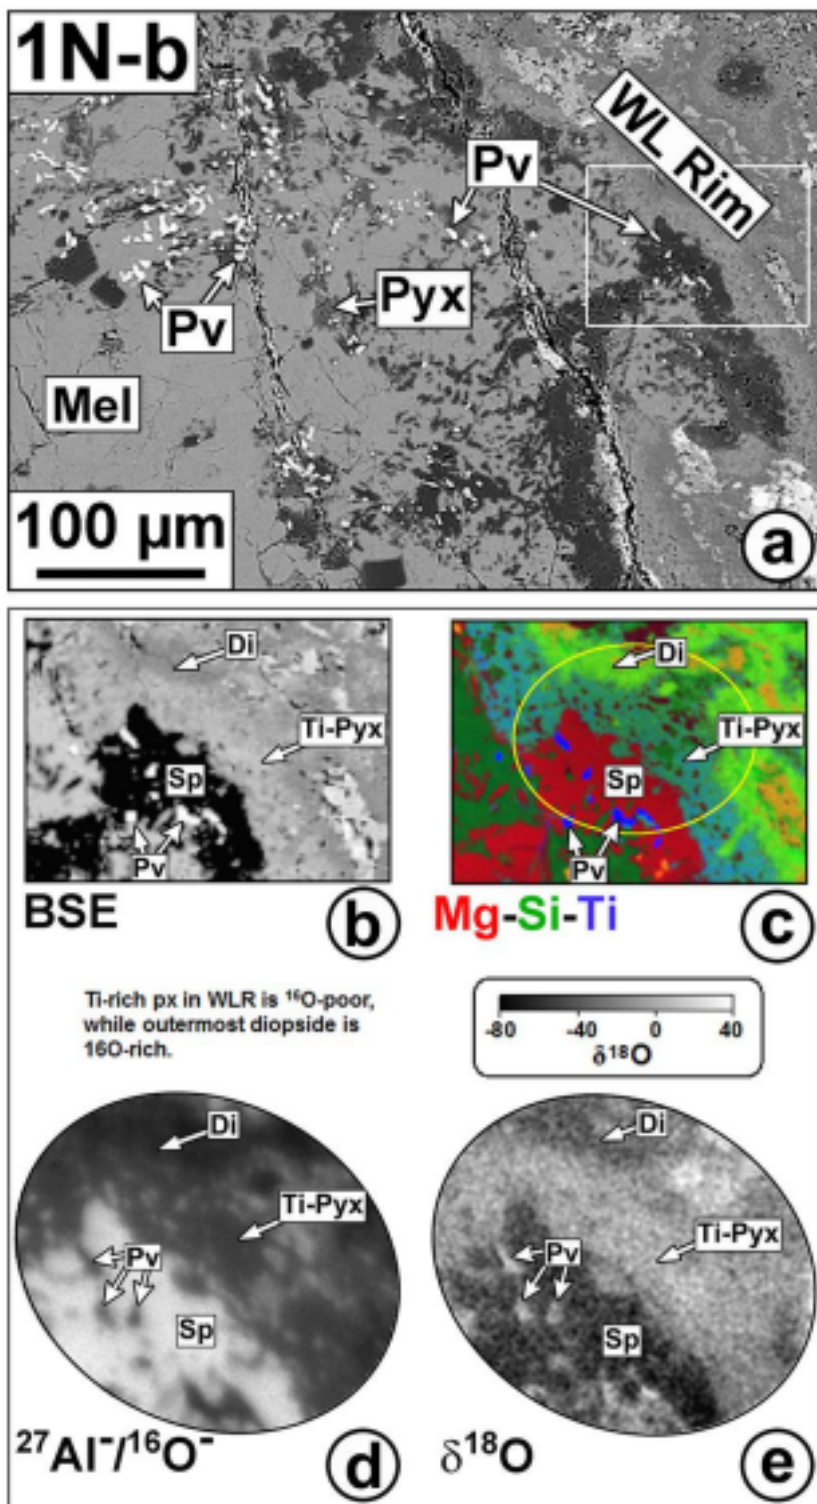 1N-b
WL Rim
Pv
Pv
Pyx
Mel
100 µm
a
Di
Ti-Pyx
Sp
Pv
BSE
b
Di
Ti-Pyx
Sp
Pv
Mg-Si-Ti
c
Ti-rich px in WLR is ¹⁶O-poor,
while outermost diopside is
16O-rich.
-80 -40 0 40
δ¹⁸O
Di
Ti-Pyx
Pv
Sp
²⁷Al⁻/¹⁶O⁻
d
Di
Ti-Pyx
Pv
Sp
δ¹⁸O
e